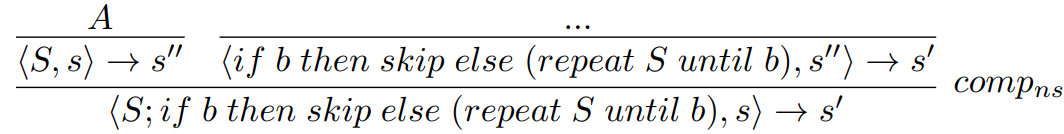 A ...
⟨S, s⟩ → s″ ⟨if b then skip else (repeat S until b), s″⟩ → s′
⟨S; if b then skip else (repeat S until b), s⟩ → s′ comp_ns